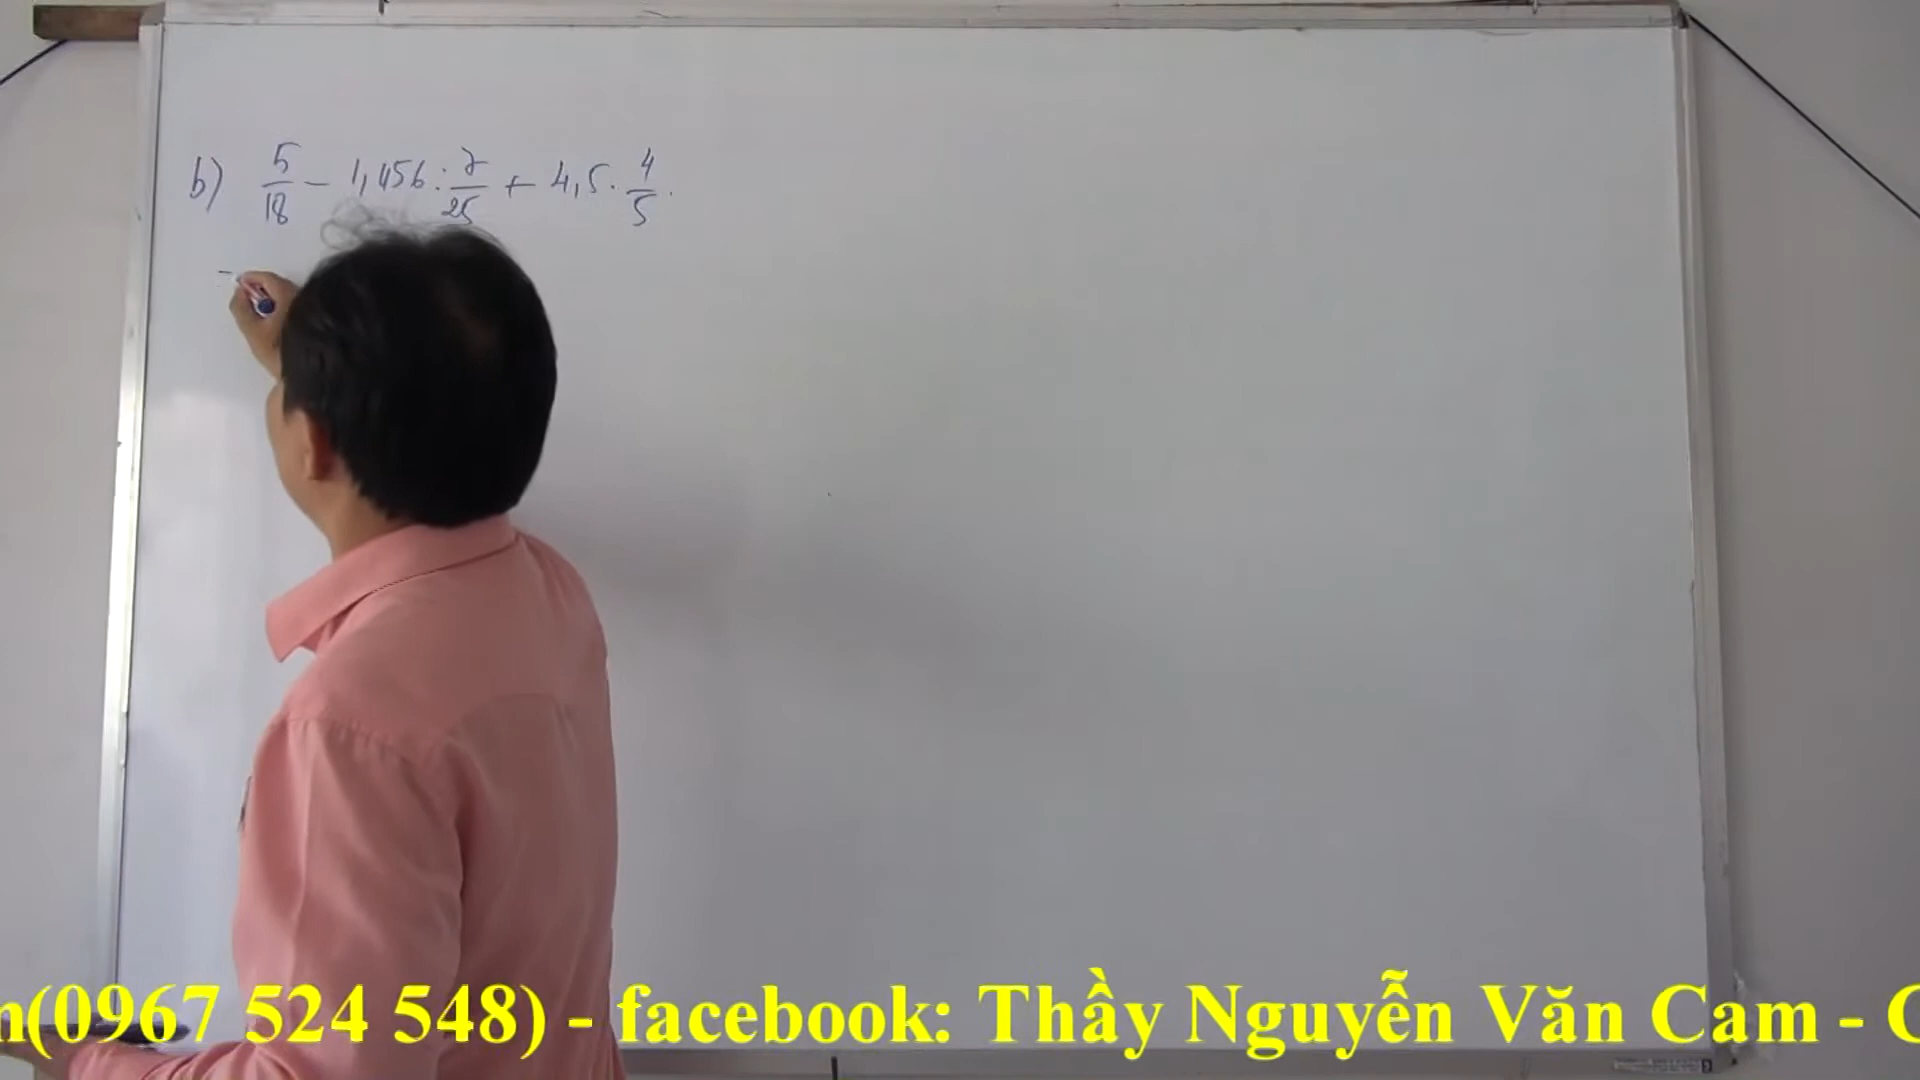 b) 5/18 - 1,456 : 7/25 + 4,5 . 4/5 .
n(0967 524 548) - facebook: Thầy Nguyễn Văn Cam -